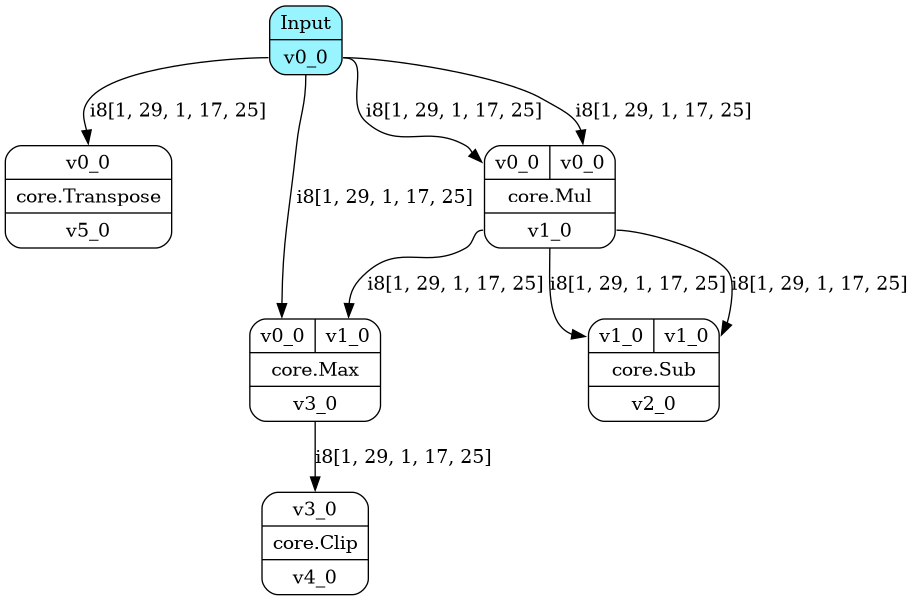 Input
v0_0
i8[1, 29, 1, 17, 25]
i8[1, 29, 1, 17, 25]
i8[1, 29, 1, 17, 25]
v0_0
core.Transpose
v5_0
i8[1, 29, 1, 17, 25]
v0_0 v0_0
core.Mul
v1_0
i8[1, 29, 1, 17, 25]
i8[1, 29, 1, 17, 25]
i8[1, 29, 1, 17, 25]
v0_0 v1_0
core.Max
v3_0
v1_0 v1_0
core.Sub
v2_0
i8[1, 29, 1, 17, 25]
v3_0
core.Clip
v4_0